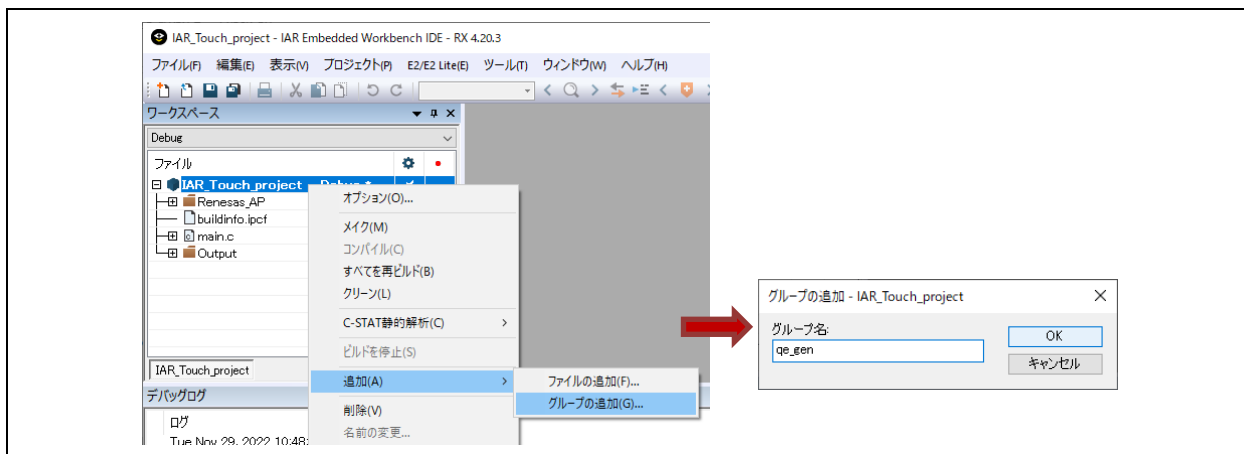 IAR_Touch_project - IAR Embedded Workbench IDE - RX 4.20.3
ファイル(F) 編集(E) 表示(V) プロジェクト(P) E2/E2 Lite(E) ツール(T) ウィンドウ(W) ヘルプ(H)
ワークスペース
Debug
ファイル
IAR_Touch_project - Debug *
Renesas_AP
buildinfo.ipcf
main.c
Output
IAR_Touch_project
デバッグログ
ログ
Tue Nov 29, 2022 10:48:
オプション(O)...
メイク(M)
コンパイル(C)
すべてを再ビルド(B)
クリーン(L)
C-STAT静的解析(C)
ビルドを停止(S)
追加(A)
削除(V)
名前の変更...
ファイルの追加(F)...
グループの追加(G)...
グループの追加 - IAR_Touch_project
グループ名:
qe_gen
OK
キャンセル